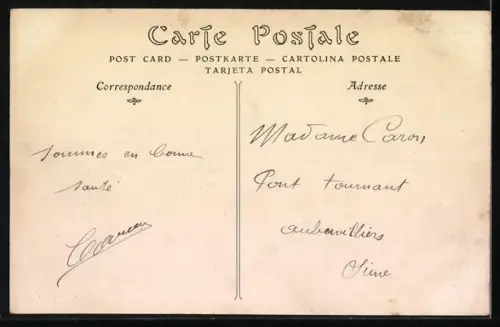 Carte Postale
POST CARD — POSTKARTE — CARTOLINA POSTALE
TARJETA POSTAL
Correspondance
Adresse
sommes en bonne
santé
Madame Caron
Pont tournant
Aubervilliers
Seine